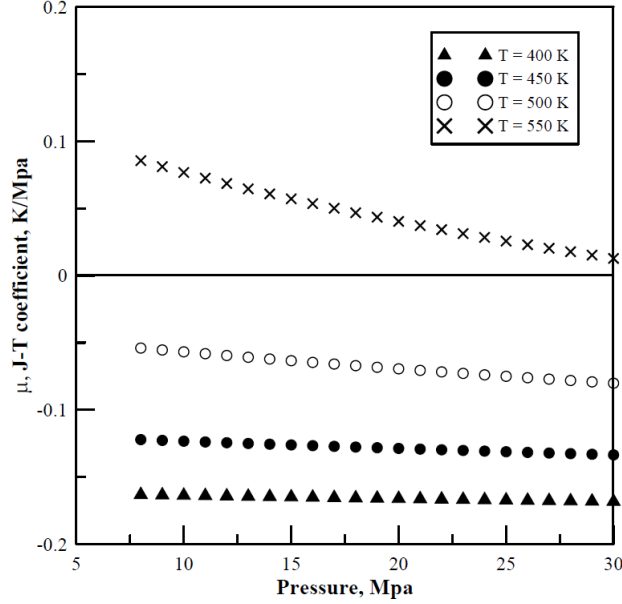 0.2
0.1
0
-0.1
-0.2
μ, J-T coefficient, K/Mpa
T = 400 K
T = 450 K
T = 500 K
T = 550 K
5 10 15 20 25 30
Pressure, Mpa